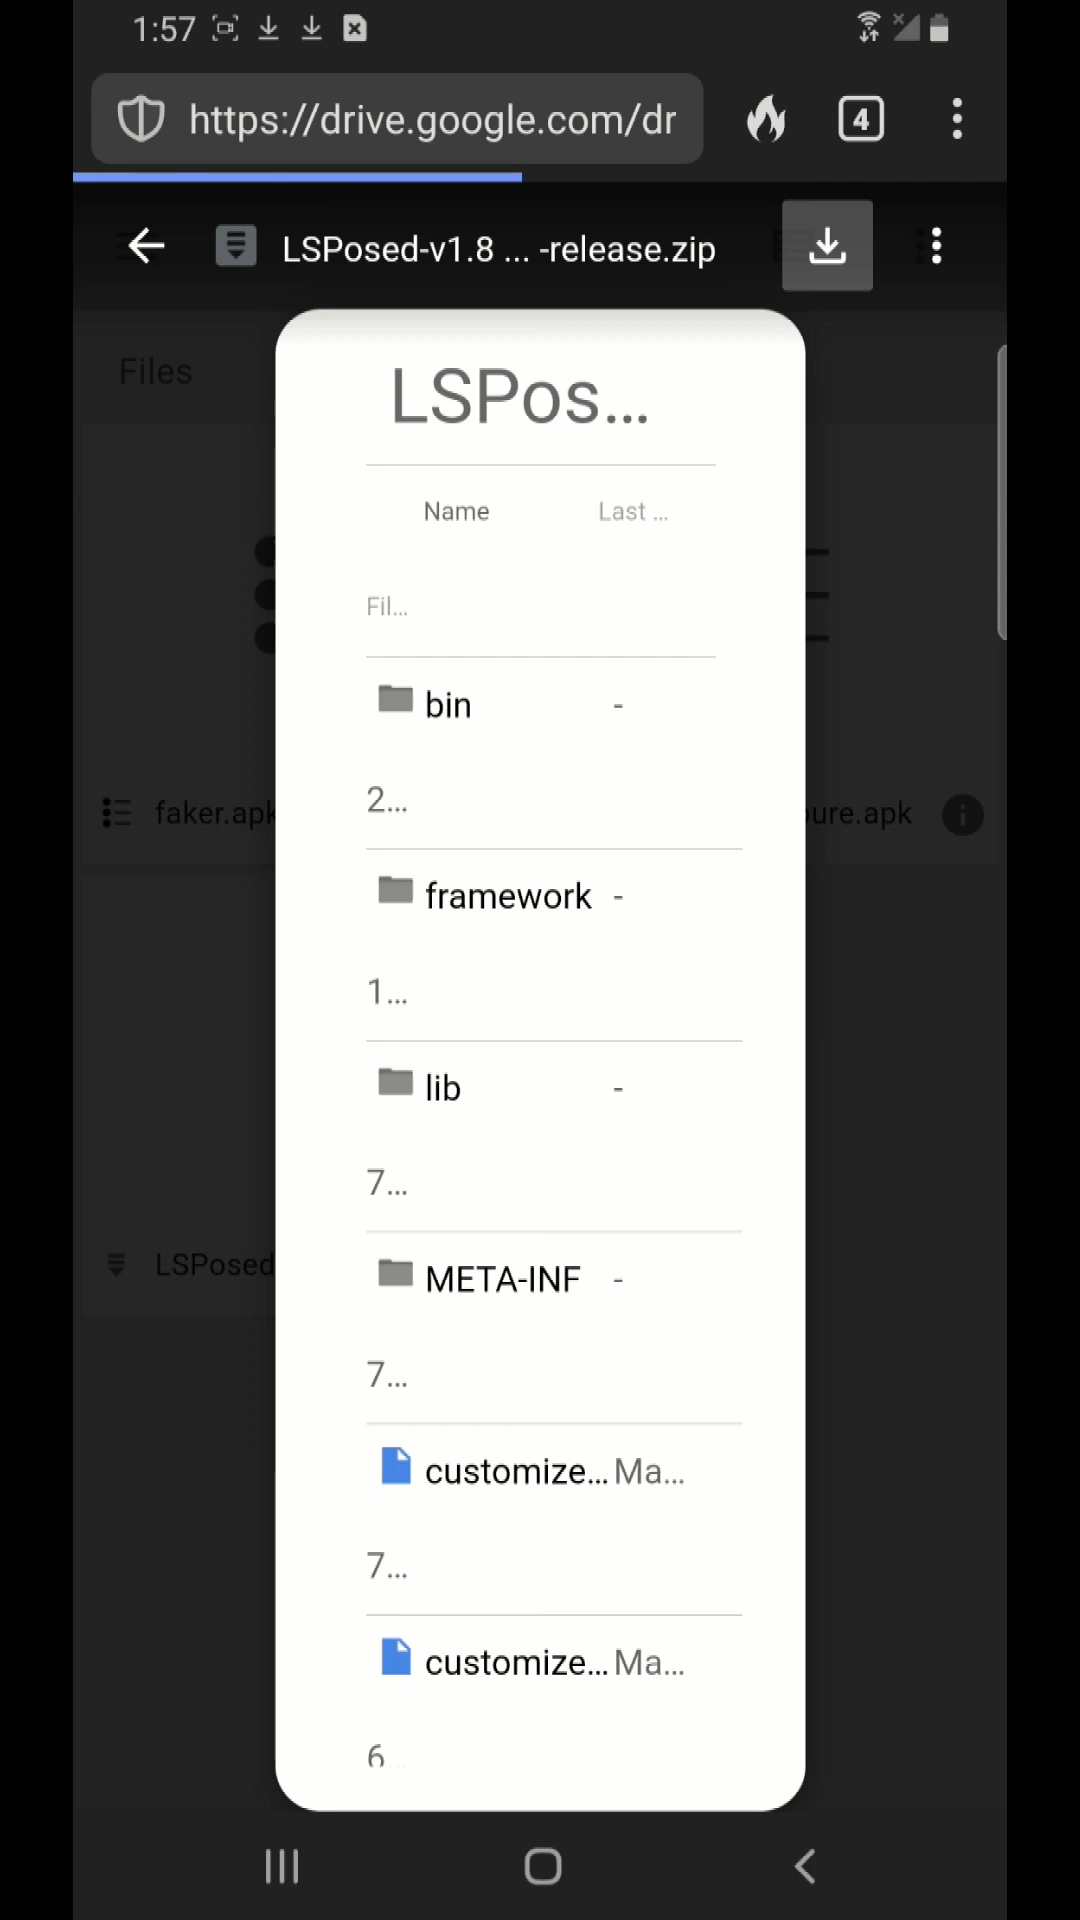 1:57
https://drive.google.com/dr
4
LSPosed-v1.8 ... -release.zip
Files
LSPos...
Name Last ...
Fil...
bin -
2...
faker.apk
pure.apk
framework -
1...
lib -
7...
LSPosed
META-INF -
7...
customize... Ma...
7...
customize... Ma...
6...